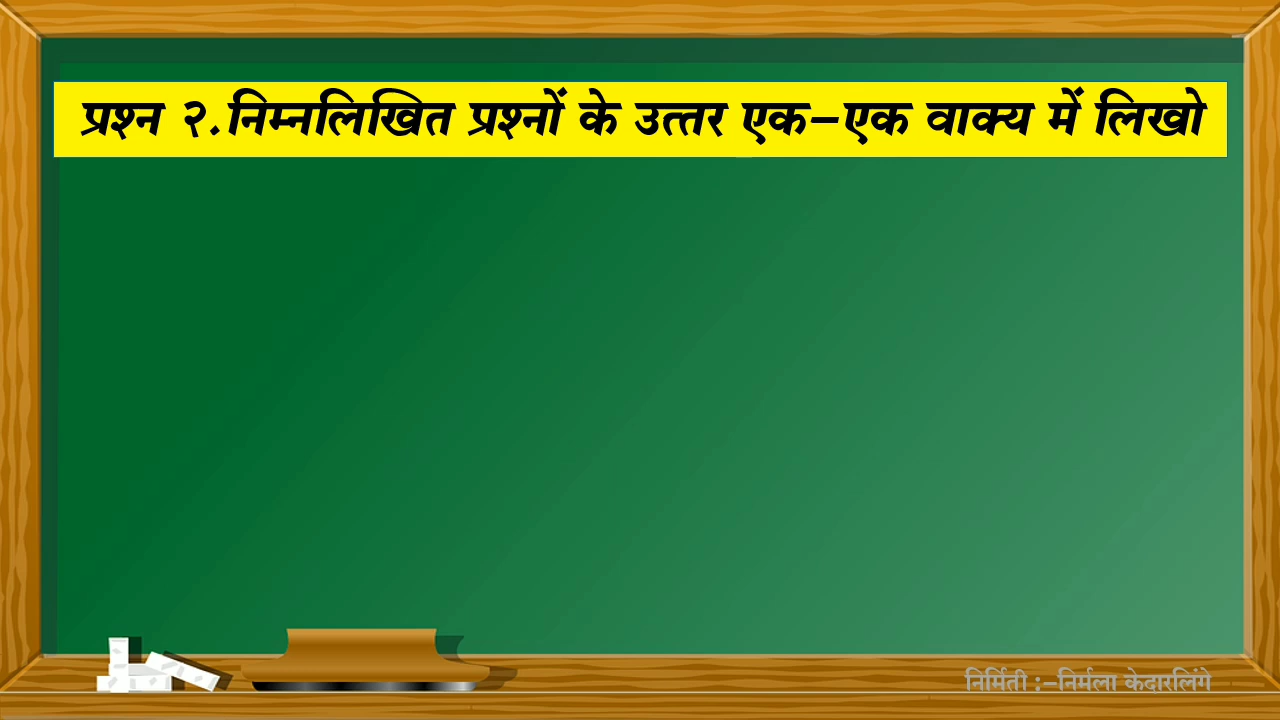 प्रश्न २.निम्नलिखित प्रश्नों के उत्तर एक–एक वाक्य में लिखो
निर्मिती :–निर्मला केदारलिंगे